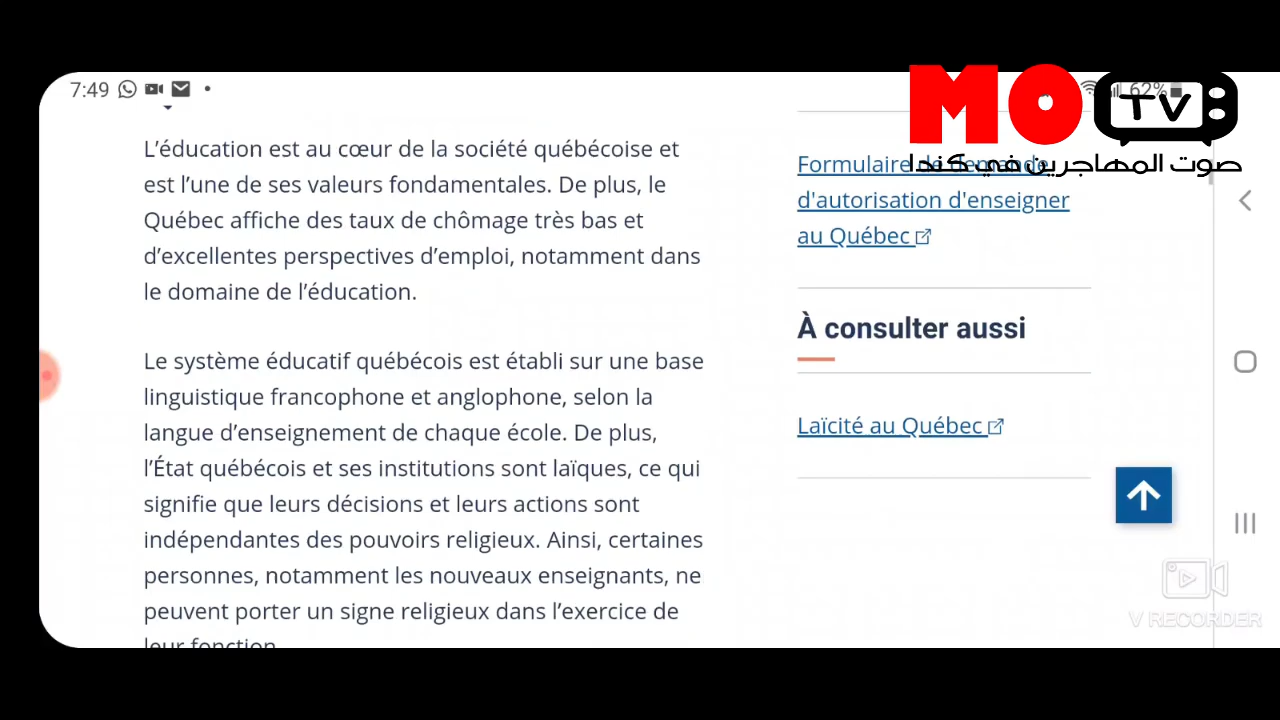 7:49
62%
MO TV
صوت المهاجرين في كندا
L’éducation est au cœur de la société québécoise et
est l’une de ses valeurs fondamentales. De plus, le
Québec affiche des taux de chômage très bas et
d’excellentes perspectives d’emploi, notamment dans
le domaine de l’éducation.
Le système éducatif québécois est établi sur une base
linguistique francophone et anglophone, selon la
langue d’enseignement de chaque école. De plus,
l’État québécois et ses institutions sont laïques, ce qui
signifie que leurs décisions et leurs actions sont
indépendantes des pouvoirs religieux. Ainsi, certaines
personnes, notamment les nouveaux enseignants, ne
peuvent porter un signe religieux dans l’exercice de
leur fonction
Formulaire de demande
d'autorisation d'enseigner
au Québec
À consulter aussi
Laïcité au Québec
V RECORDER